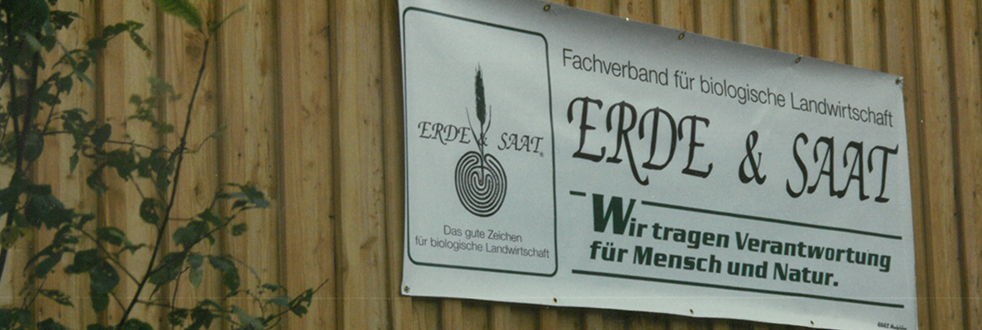 ERDE & SAAT®
Das gute Zeichen
für biologische Landwirtschaft
Fachverband für biologische Landwirtschaft
ERDE & SAAT
Wir tragen Verantwortung
für Mensch und Natur.